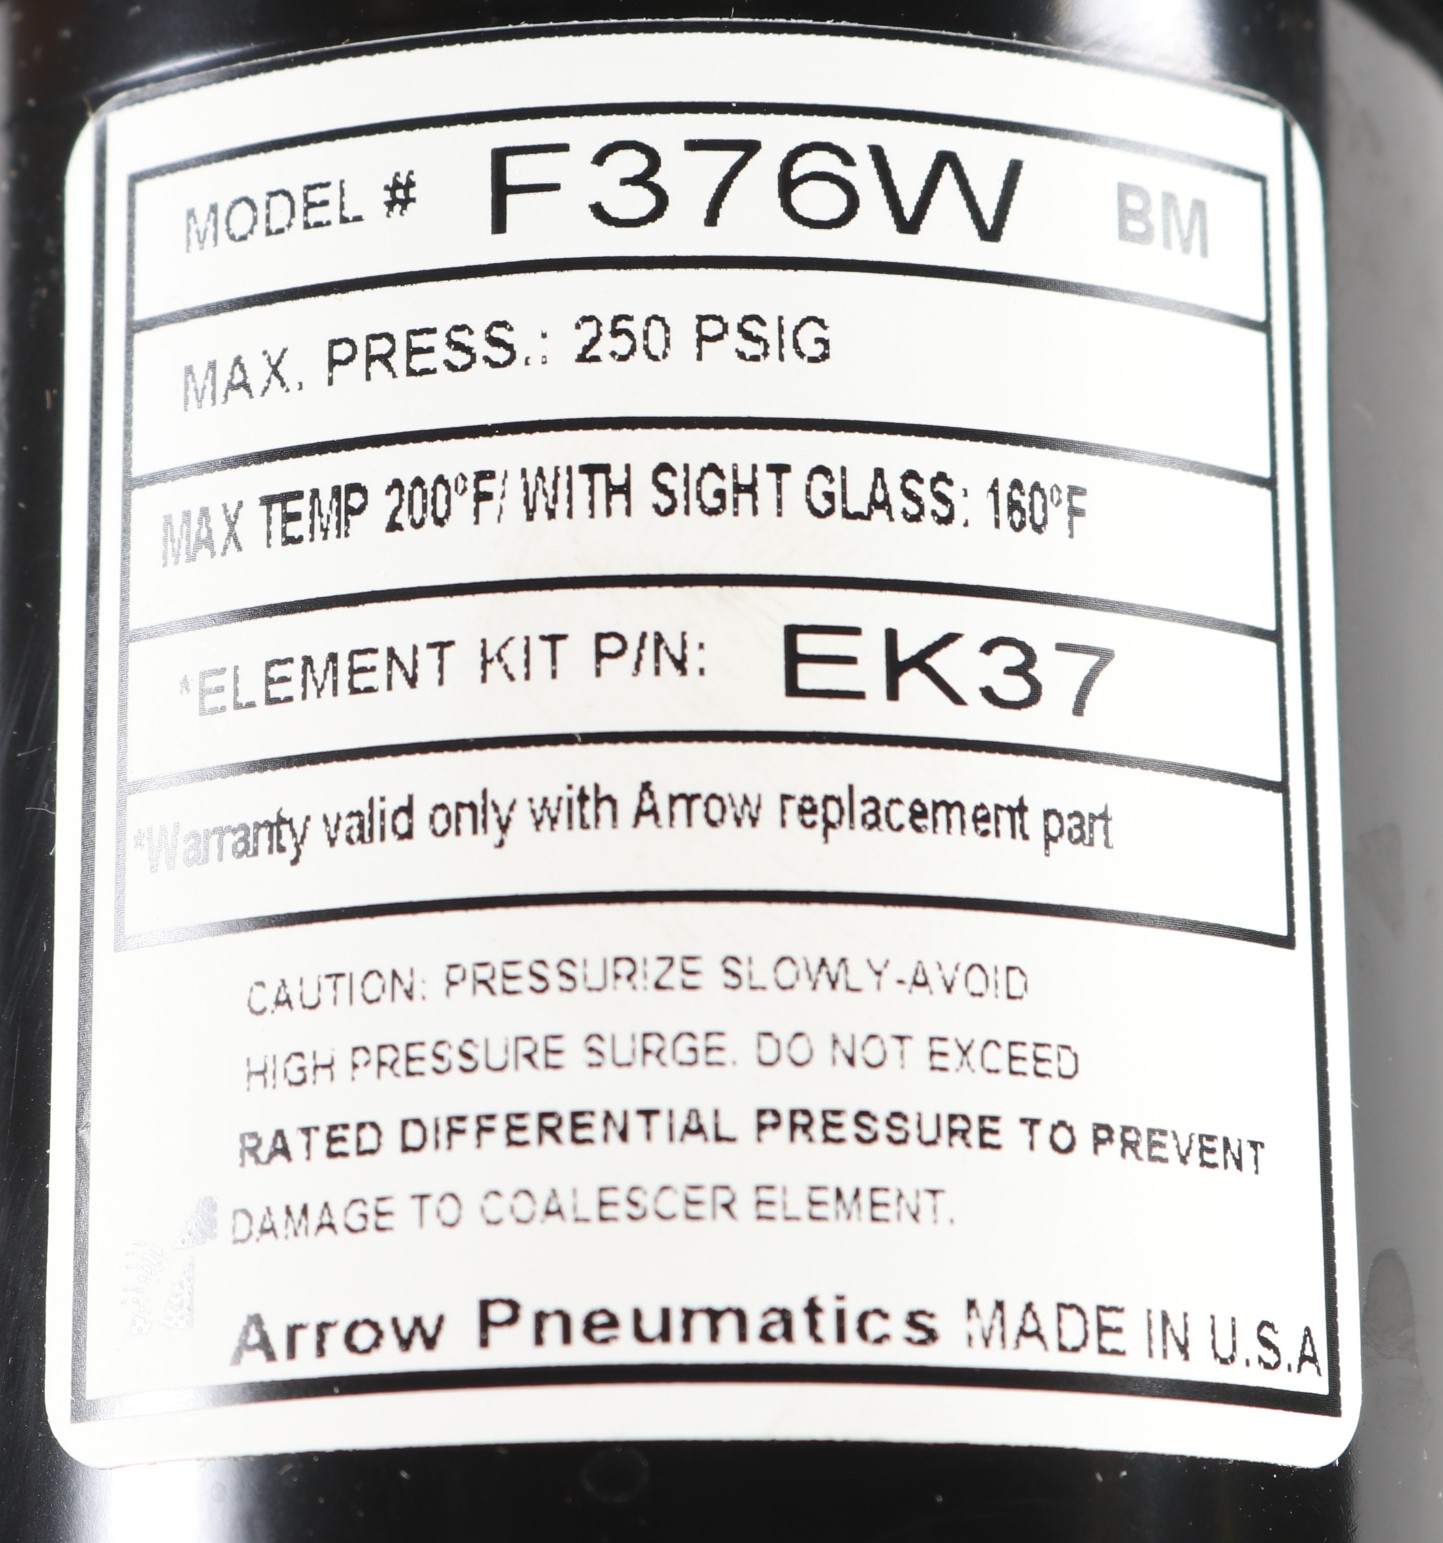 MODEL # F376W BM
MAX. PRESS.: 250 PSIG
MAX TEMP 200°F/ WITH SIGHT GLASS: 160°F
*ELEMENT KIT P/N: EK37
*Warranty valid only with Arrow replacement part
CAUTION: PRESSURIZE SLOWLY-AVOID
HIGH PRESSURE SURGE. DO NOT EXCEED
RATED DIFFERENTIAL PRESSURE TO PREVENT
DAMAGE TO COALESCER ELEMENT.
Arrow Pneumatics MADE IN U.S.A